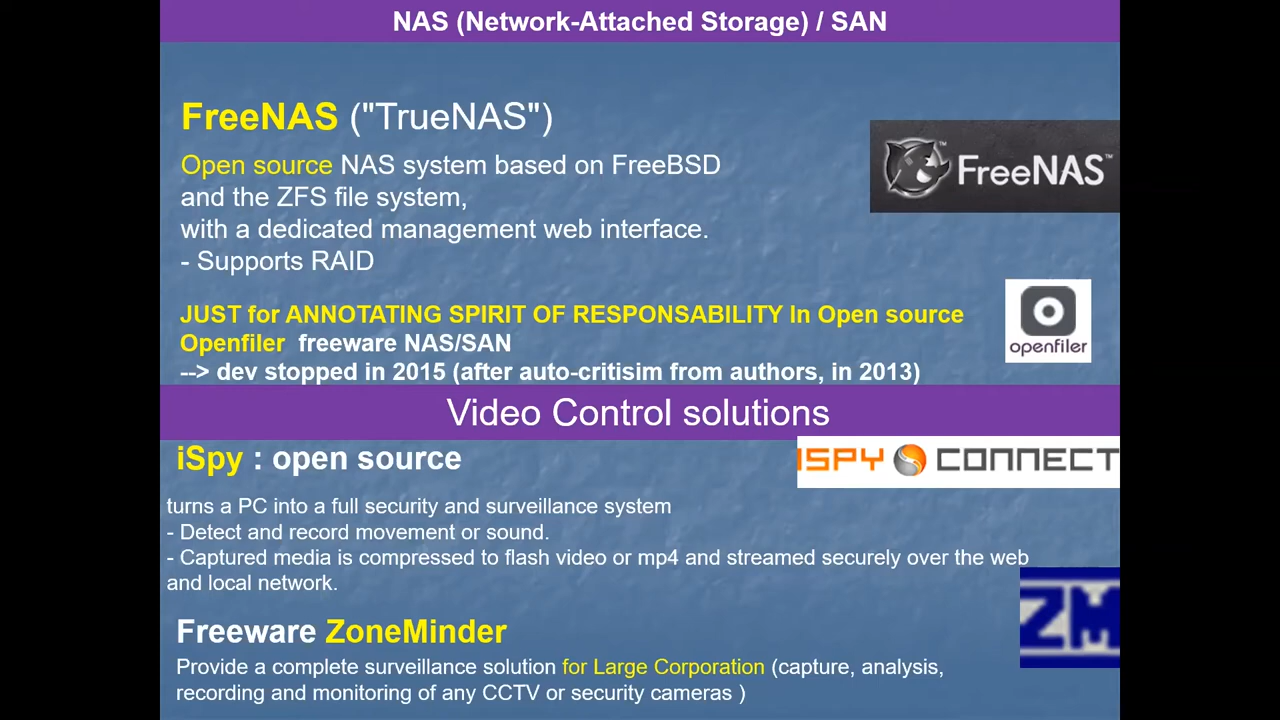 NAS (Network-Attached Storage) / SAN
FreeNAS ("TrueNAS")
Open source NAS system based on FreeBSD
and the ZFS file system,
with a dedicated management web interface.
- Supports RAID
FreeNAS™
JUST for ANNOTATING SPIRIT OF RESPONSABILITY In Open source
Openfiler freeware NAS/SAN
--> dev stopped in 2015 (after auto-critisim from authors, in 2013)
openfiler
Video Control solutions
iSpy : open source
ISPY CONNECT
turns a PC into a full security and surveillance system
- Detect and record movement or sound.
- Captured media is compressed to flash video or mp4 and streamed securely over the web
and local network.
ZM
Freeware ZoneMinder
Provide a complete surveillance solution for Large Corporation (capture, analysis,
recording and monitoring of any CCTV or security cameras )